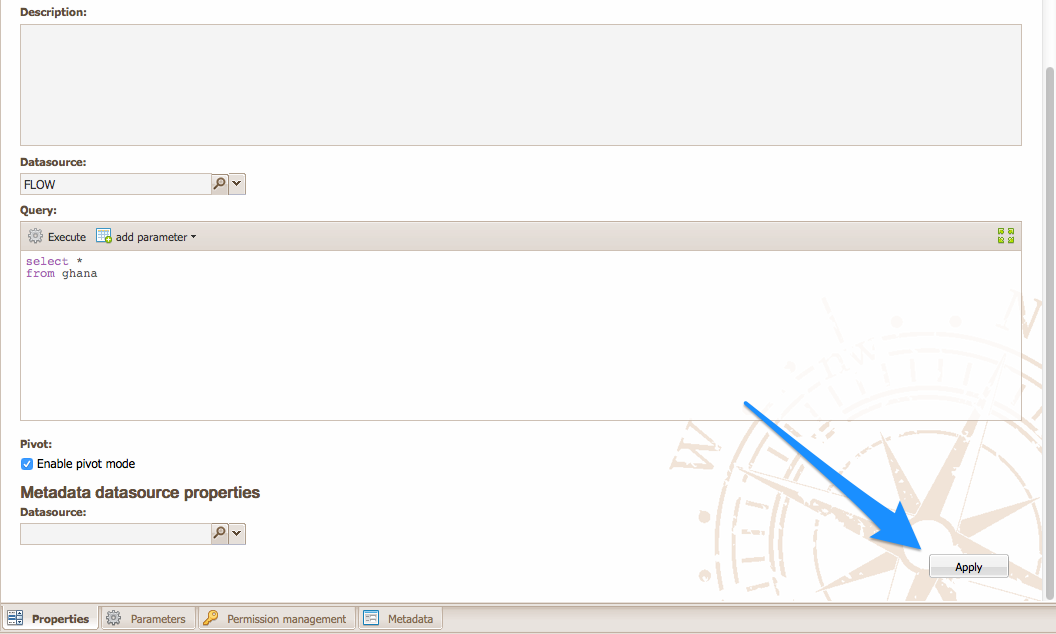 Description:
Datasource:
FLOW
Query:
Execute add parameter
select *
from ghana
Pivot:
Enable pivot mode
Metadata datasource properties
Datasource:
Apply
Properties Parameters Permission management Metadata